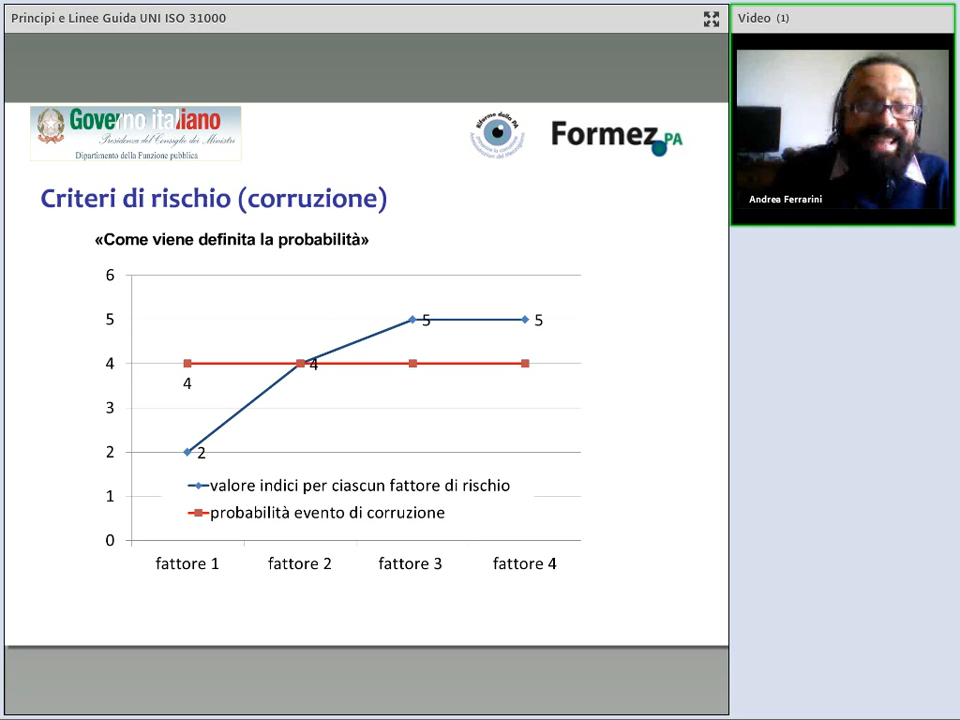 Principi e Linee Guida UNI ISO 31000
Video (1)
Governo italiano
Presidenza del Consiglio dei Ministri
Dipartimento della Funzione pubblica
Riforme della PA
Formez PA
Andrea Ferrarini
Criteri di rischio (corruzione)
«Come viene definita la probabilità»
6
5
4
3
2
1
0
5
5
4
4
2
valore indici per ciascun fattore di rischio
probabilità evento di corruzione
fattore 1
fattore 2
fattore 3
fattore 4